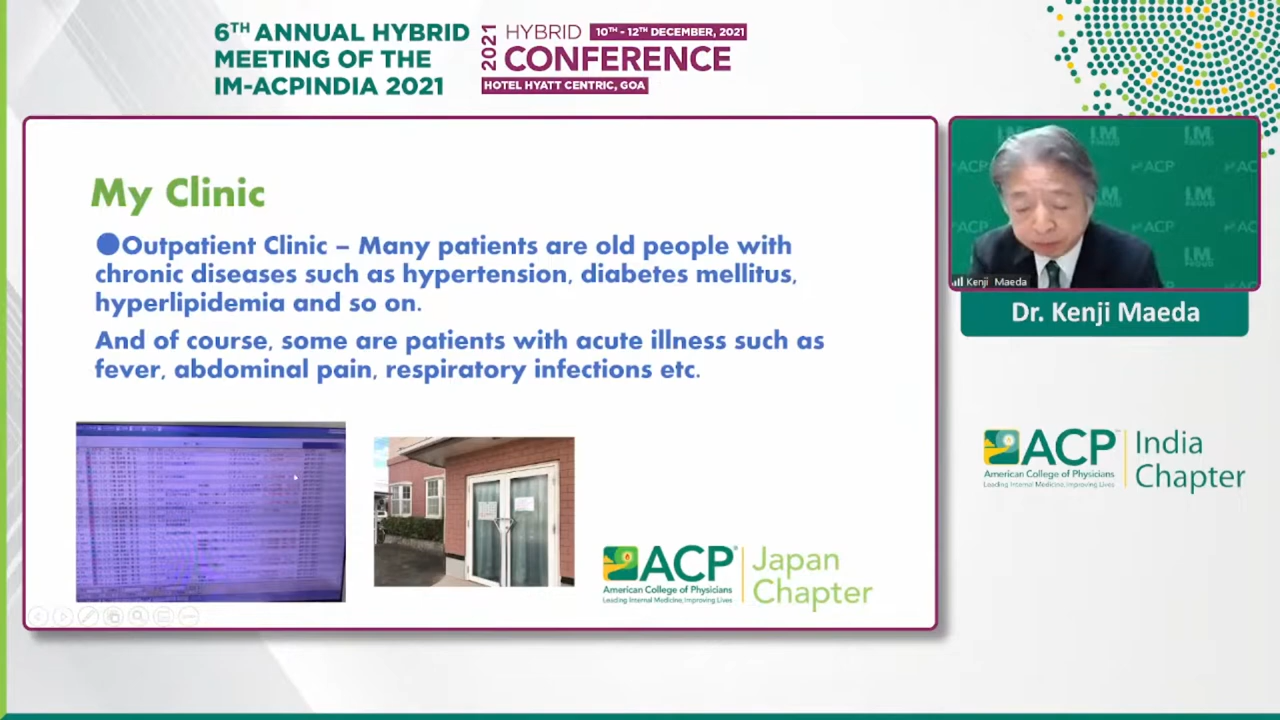 6TH ANNUAL HYBRID
MEETING OF THE
IM-ACPINDIA 2021
2021
HYBRID
10TH - 12TH DECEMBER, 2021
CONFERENCE
HOTEL HYATT CENTRIC, GOA
My Clinic
●Outpatient Clinic – Many patients are old people with
chronic diseases such as hypertension, diabetes mellitus,
hyperlipidemia and so on.
And of course, some are patients with acute illness such as
fever, abdominal pain, respiratory infections etc.
ACP
American College of Physicians
Leading Internal Medicine, Improving Lives
Japan
Chapter
I.M.
PROUD
ACP
Kenji Maeda
Dr. Kenji Maeda
ACP
American College of Physicians
Leading Internal Medicine, Improving Lives
India
Chapter